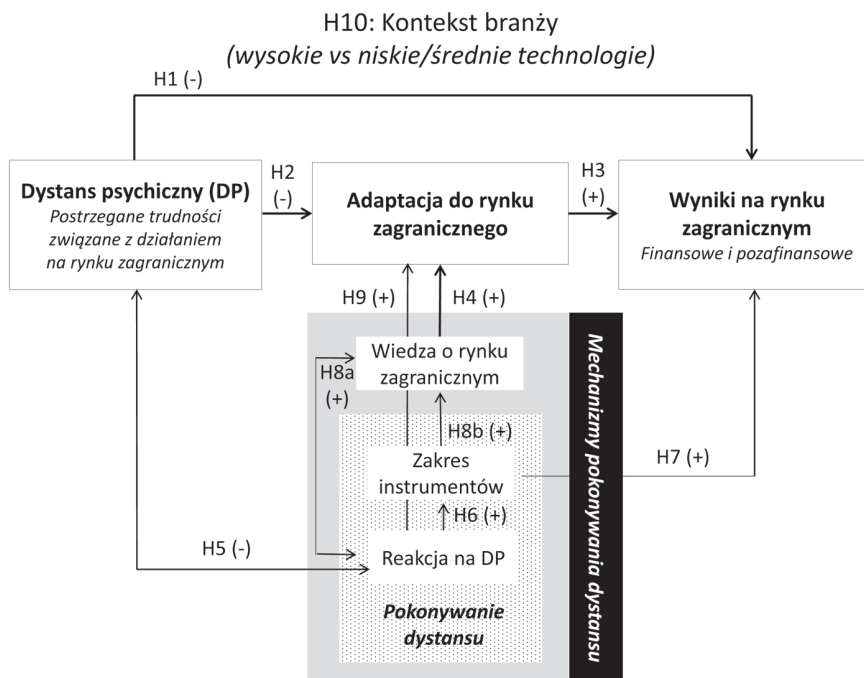 H10: Kontekst branży
(wysokie vs niskie/średnie technologie)
H1 (-)
Dystans psychiczny (DP)
Postrzegane trudności
związane z działaniem
na rynku zagranicznym
H2
(-)
Adaptacja do rynku
zagranicznego
H3
(+)
Wyniki na rynku
zagranicznym
Finansowe i pozafinansowe
H9 (+)
H4 (+)
Wiedza o rynku
zagranicznym
H8a
(+)
H8b (+)
Zakres
instrumentów
H6 (+)
Reakcja na DP
Pokonywanie
dystansu
H5 (-)
Mechanizmy pokonywania dystansu
H7 (+)